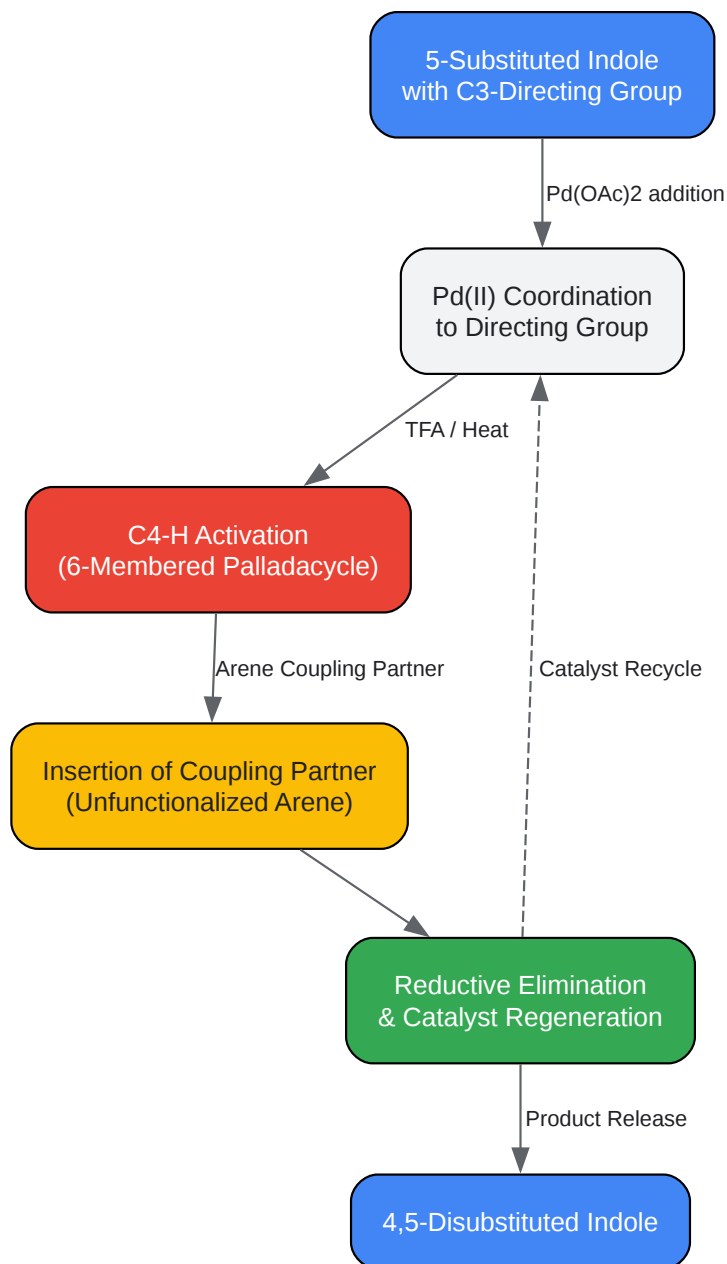 5-Substituted Indole
with C3-Directing Group
Pd(OAc)2 addition
Pd(II) Coordination
to Directing Group
TFA / Heat
C4-H Activation
(6-Membered Palladacycle)
Arene Coupling Partner
Catalyst Recycle
Insertion of Coupling Partner
(Unfunctionalized Arene)
Reductive Elimination
& Catalyst Regeneration
Product Release
4,5-Disubstituted Indole